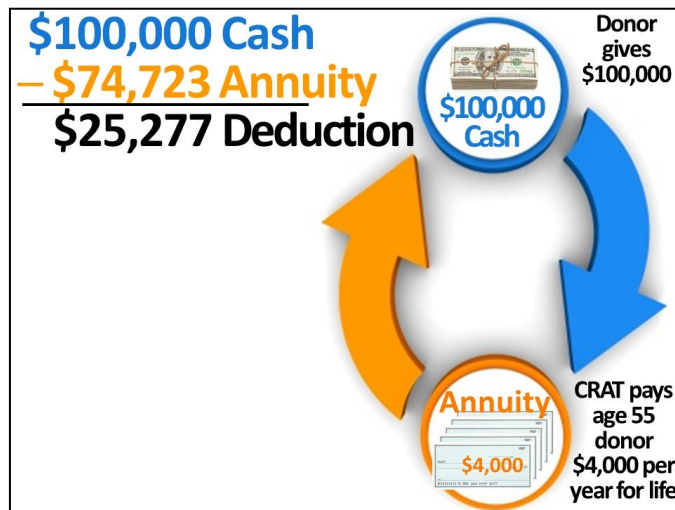 $100,000 Cash
– $74,723 Annuity
$25,277 Deduction
$100,000
Cash
Donor
gives
$100,000
Annuity
$4,000
CRAT pays
age 55
donor
$4,000 per
year for life